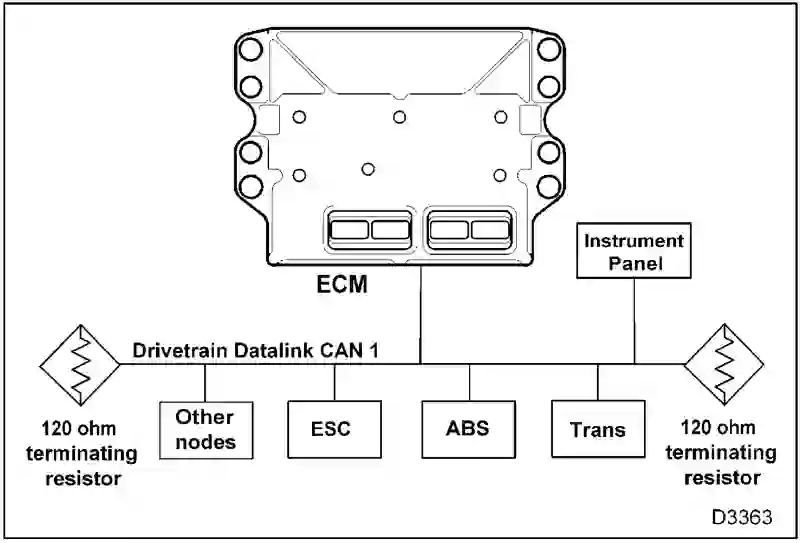 ECM
Instrument
Panel
Drivetrain Datalink CAN 1
120 ohm
terminating
resistor
Other
nodes
ESC
ABS
Trans
120 ohm
terminating
resistor
D3363